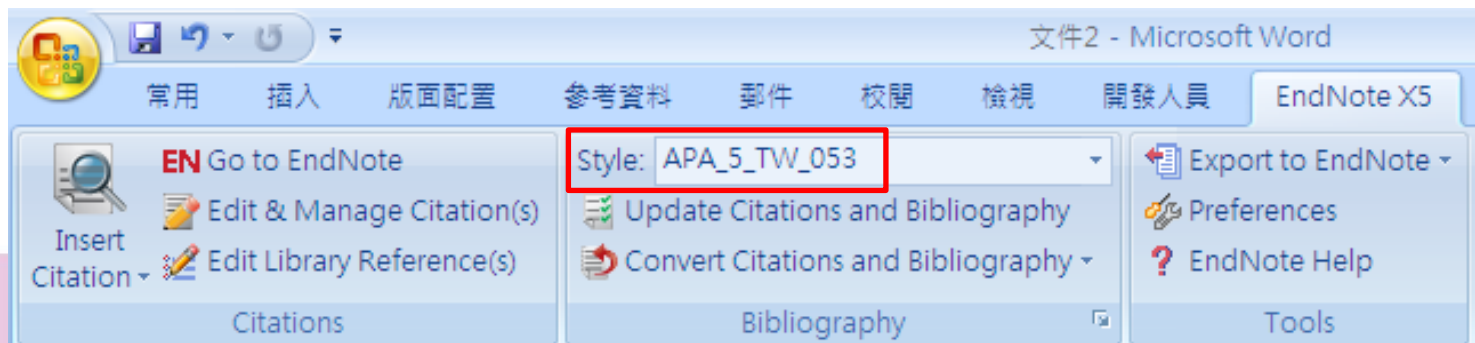 文件2 - Microsoft Word
常用 插入 版面配置 參考資料 郵件 校閱 檢視 開發人員 EndNote X5
EN Go to EndNote
Edit & Manage Citation(s)
Edit Library Reference(s)
Insert
Citation
Citations
Style: APA_5_TW_053
Update Citations and Bibliography
Convert Citations and Bibliography
Bibliography
Export to EndNote
Preferences
? EndNote Help
Tools